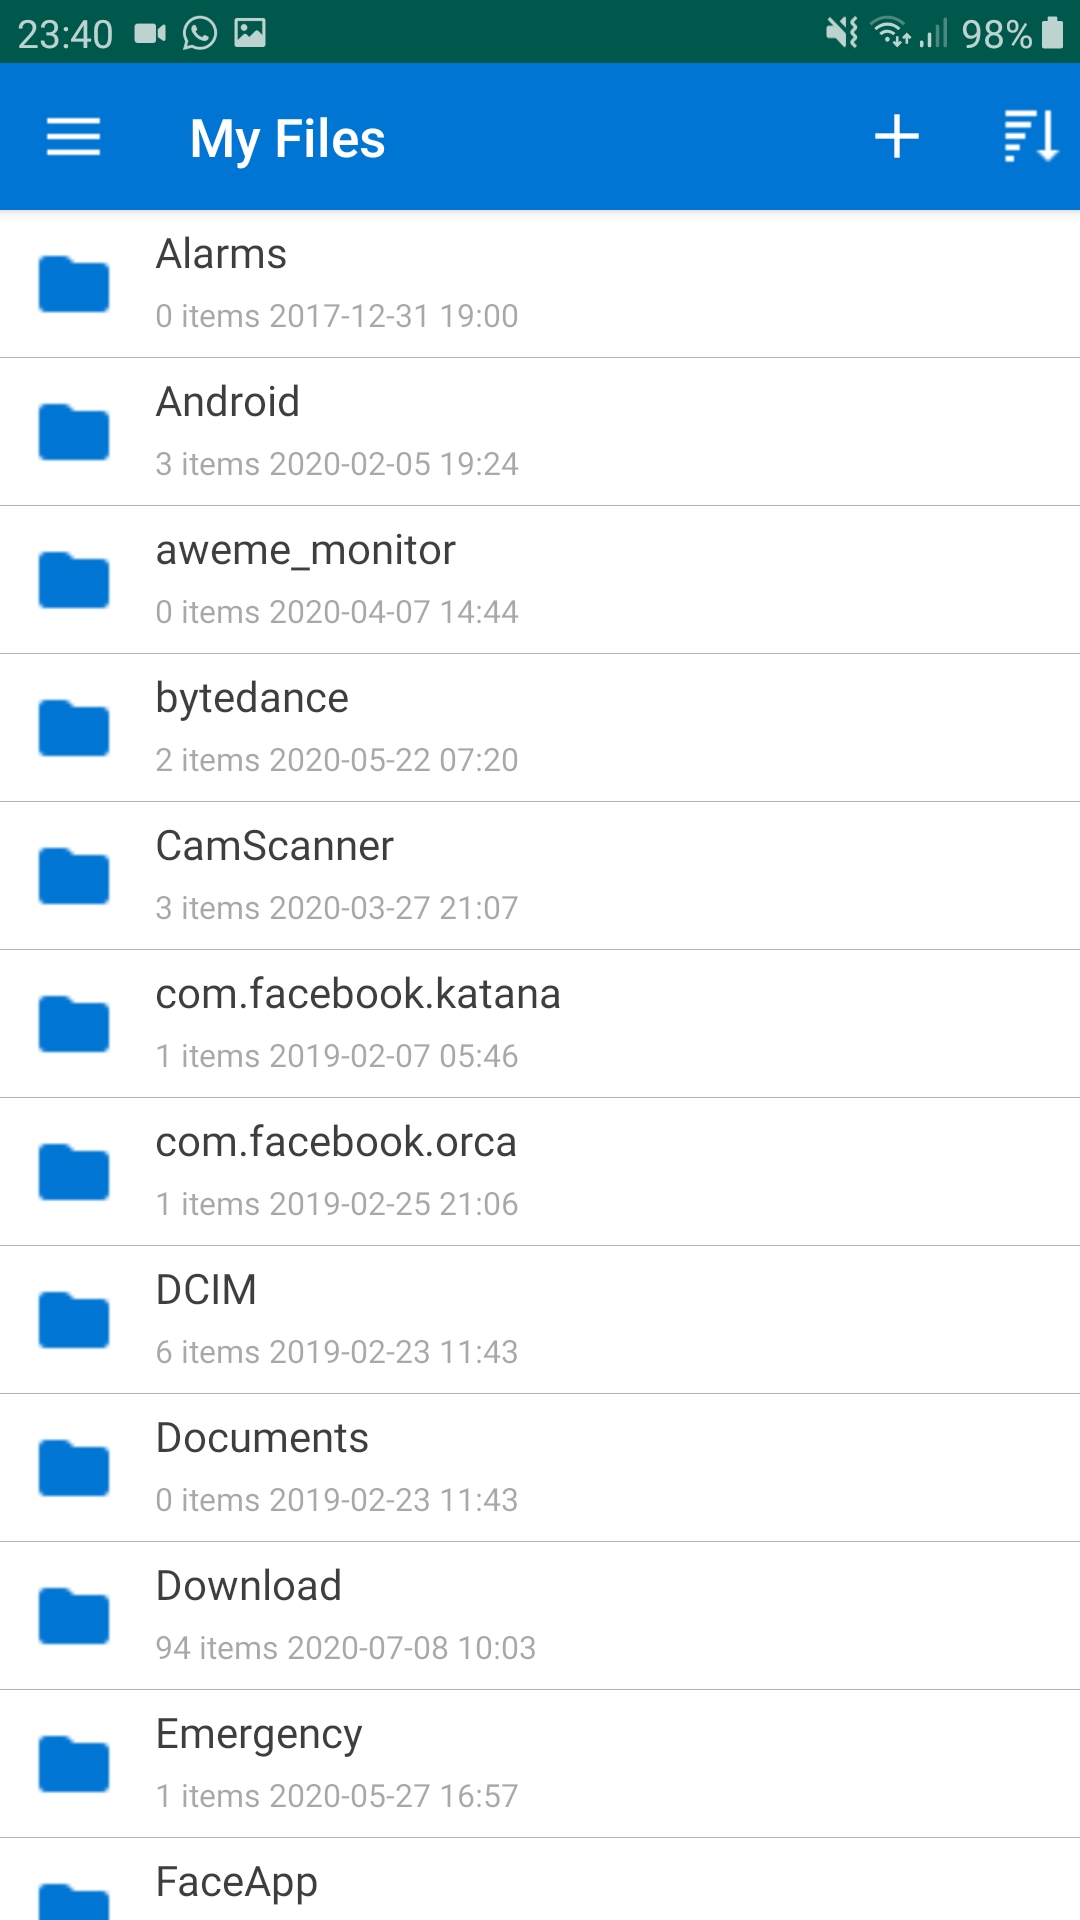 23:40 98%
My Files
Alarms
0 items 2017-12-31 19:00
Android
3 items 2020-02-05 19:24
aweme_monitor
0 items 2020-04-07 14:44
bytedance
2 items 2020-05-22 07:20
CamScanner
3 items 2020-03-27 21:07
com.facebook.katana
1 items 2019-02-07 05:46
com.facebook.orca
1 items 2019-02-25 21:06
DCIM
6 items 2019-02-23 11:43
Documents
0 items 2019-02-23 11:43
Download
94 items 2020-07-08 10:03
Emergency
1 items 2020-05-27 16:57
FaceApp